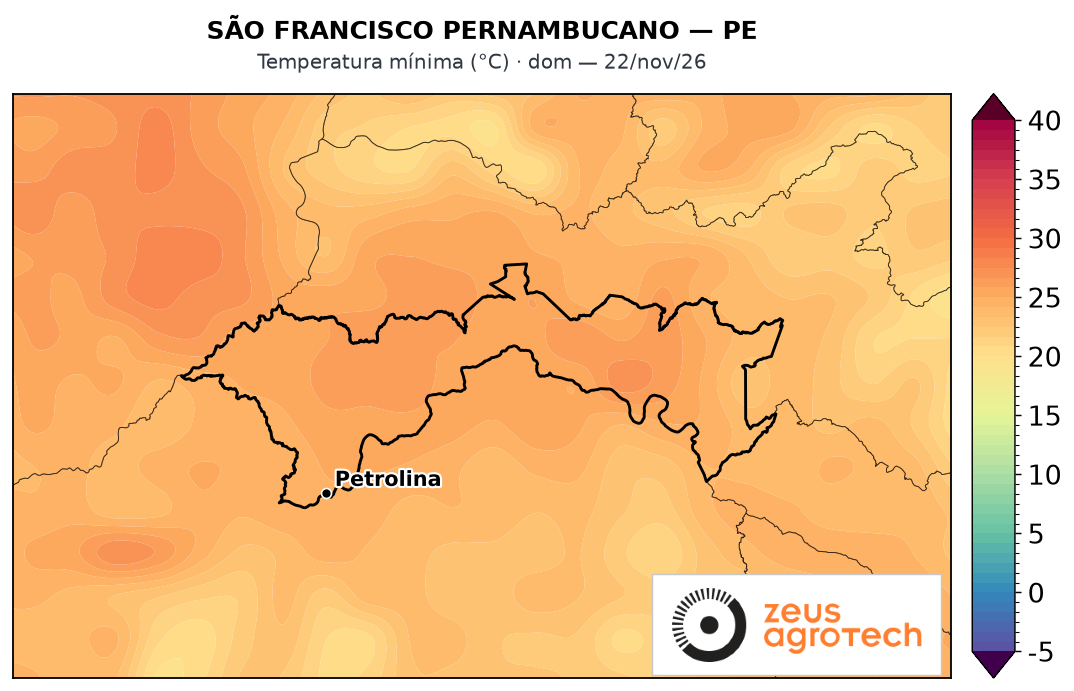 SÃO FRANCISCO PERNAMBUCANO — PE
Temperatura mínima (°C) · dom — 22/nov/26
40
35
30
25
20
15
10
5
0
-5
Petrolina
zeus
agrotech